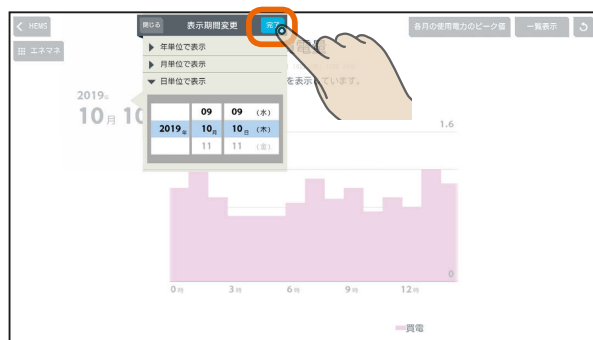 HEMS
閉じる 表示期間変更 完了
各月の使用電力のピーク値 一覧表示
エネマネ
年単位で表示
月単位で表示
日単位で表示
電量
を表示しています。
2019年
10月 10
09 09 (水)
2019年 10月 10日 (木)
11 11 (金)
1.6
0
0時 3時 6時 9時 12時
買電